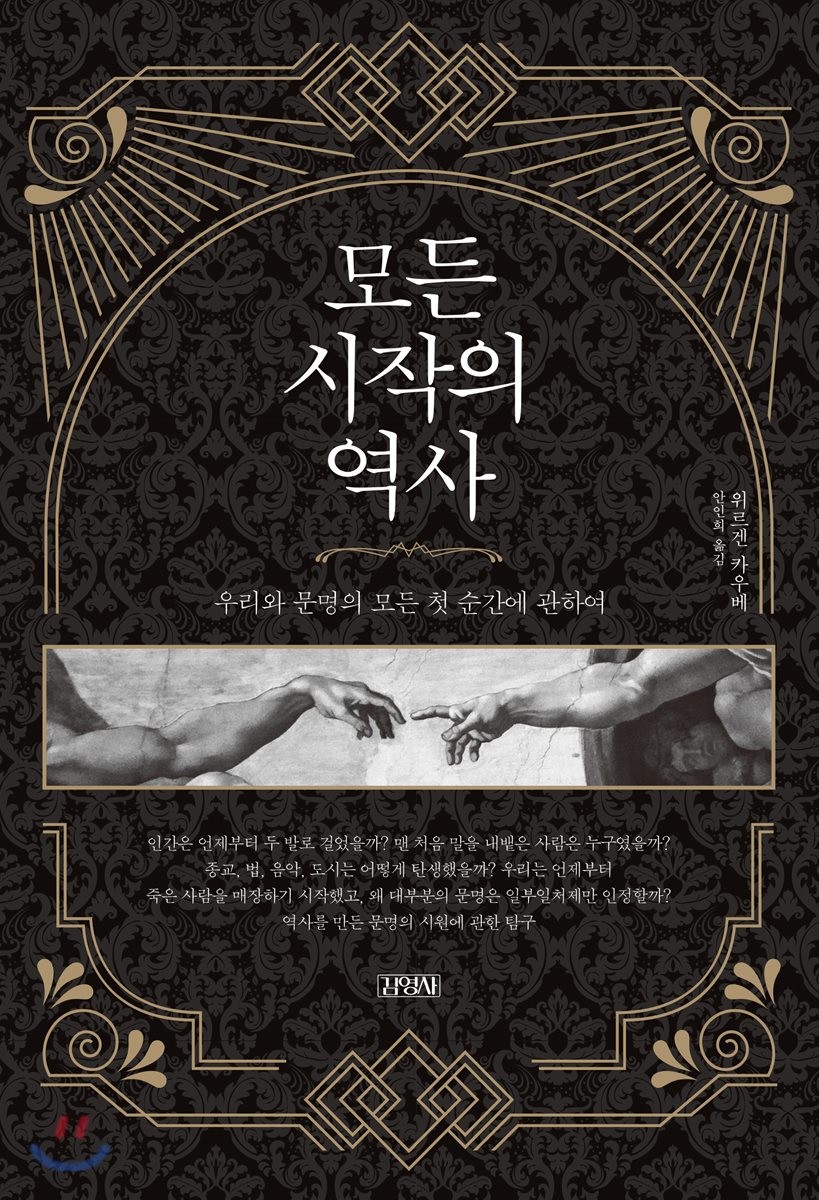 모든
시작의
역사
위르겐 카우베
안인희 옮김
우리와 문명의 모든 첫 순간에 관하여
인간은 언제부터 두 발로 걸었을까? 맨 처음 말을 내뱉은 사람은 누구였을까?
종교, 법, 음악, 도시는 어떻게 탄생했을까? 우리는 언제부터
죽은 사람을 매장하기 시작했고, 왜 대부분의 문명은 일부일처제만 인정할까?
역사를 만든 문명의 시원에 관한 탐구
김영사